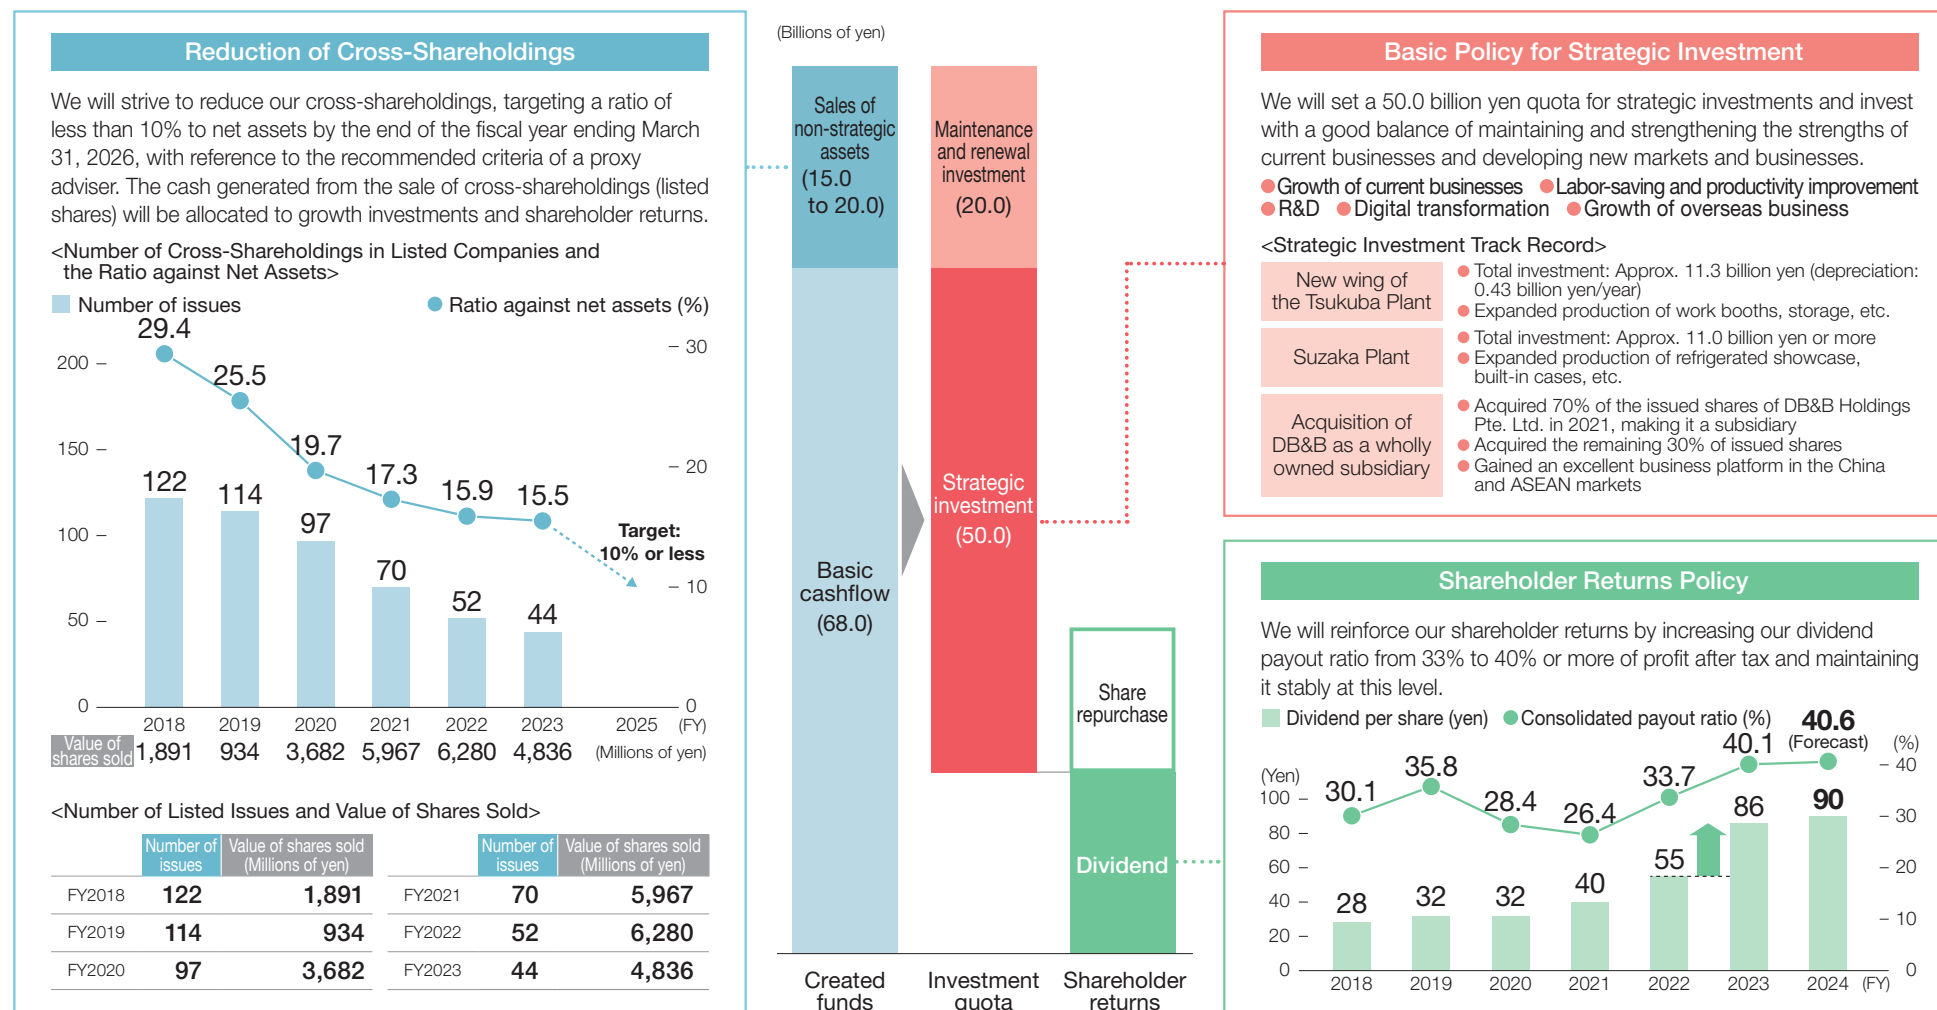 Reduction of Cross-Shareholdings
We will strive to reduce our cross-shareholdings, targeting a ratio of
less than 10% to net assets by the end of the fiscal year ending March
31, 2026, with reference to the recommended criteria of a proxy
adviser. The cash generated from the sale of cross-shareholdings (listed
shares) will be allocated to growth investments and shareholder returns.
<Number of Cross-Shareholdings in Listed Companies and
the Ratio against Net Assets>
Number of issues
Ratio against net assets (%)
29.4
25.5
19.7
17.3
15.9
15.5
Target:
10% or less
200
150
100
50
0
30
20
10
0
122
114
97
70
52
44
2018 2019 2020 2021 2022 2023 2025 (FY)
Value of
shares sold
1,891 934 3,682 5,967 6,280 4,836 (Millions of yen)
<Number of Listed Issues and Value of Shares Sold>
Number of
issues
Value of shares sold
(Millions of yen)
FY2018 122 1,891
FY2019 114 934
FY2020 97 3,682
Number of
issues
Value of shares sold
(Millions of yen)
FY2021 70 5,967
FY2022 52 6,280
FY2023 44 4,836
(Billions of yen)
Sales of
non-strategic
assets
(15.0
to 20.0)
Basic
cashflow
(68.0)
Created
funds
Maintenance
and renewal
investment
(20.0)
Strategic
investment
(50.0)
Investment
quota
Share
repurchase
Dividend
Shareholder
returns
Basic Policy for Strategic Investment
We will set a 50.0 billion yen quota for strategic investments and invest
with a good balance of maintaining and strengthening the strengths of
current businesses and developing new markets and businesses.
●Growth of current businesses ●Labor-saving and productivity improvement
●R&D ●Digital transformation ●Growth of overseas business
<Strategic Investment Track Record>
New wing of
the Tsukuba Plant
● Total investment: Approx. 11.3 billion yen (depreciation:
0.43 billion yen/year)
● Expanded production of work booths, storage, etc.
Suzaka Plant
● Total investment: Approx. 11.0 billion yen or more
● Expanded production of refrigerated showcase,
built-in cases, etc.
Acquisition of
DB&B as a wholly
owned subsidiary
● Acquired 70% of the issued shares of DB&B Holdings
Pte. Ltd. in 2021, making it a subsidiary
● Acquired the remaining 30% of issued shares
● Gained an excellent business platform in the China
and ASEAN markets
Shareholder Returns Policy
We will reinforce our shareholder returns by increasing our dividend
payout ratio from 33% to 40% or more of profit after tax and maintaining
it stably at this level.
Dividend per share (yen)
Consolidated payout ratio (%)
30.1
35.8
28.4
26.4
33.7
40.1
40.6
(Forecast)
(Yen)
100
80
60
40
20
0
(%)
40
30
20
10
0
28
32
32
40
55
86
90
2018 2019 2020 2021 2022 2023 2024 (FY)